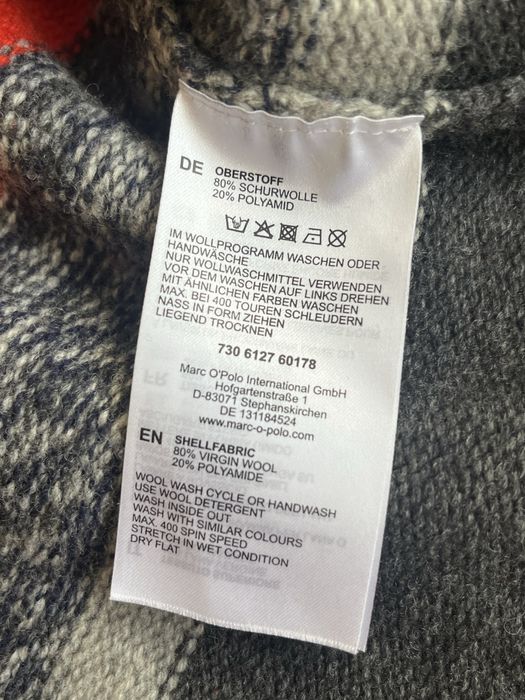 DE OBERSTOFF
80% SCHURWOLLE
20% POLYAMID
IM WOLLPROGRAMM WASCHEN ODER
HANDWÄSCHE
NUR WOLLWASCHMITTEL VERWENDEN
VOR DEM WASCHEN AUF LINKS DREHEN
MIT ÄHNLICHEN FARBEN WASCHEN
MAX. BEI 400 TOUREN SCHLEUDERN
NASS IN FORM ZIEHEN
LIEGEND TROCKNEN
730 6127 60178
Marc O'Polo International GmbH
Hofgartenstraße 1
D-83071 Stephanskirchen
DE 131184524
www.marc-o-polo.com
EN SHELLFABRIC
80% VIRGIN WOOL
20% POLYAMIDE
WOOL WASH CYCLE OR HANDWASH
USE WOOL DETERGENT
WASH INSIDE OUT
WASH WITH SIMILAR COLOURS
MAX. 400 SPIN SPEED
STRETCH IN WET CONDITION
DRY FLAT